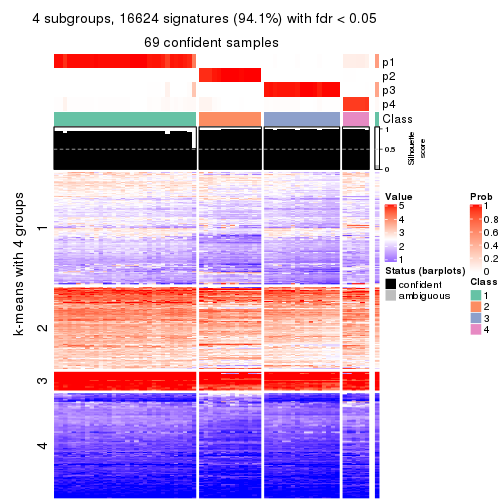 4 subgroups, 16624 signatures (94.1%) with fdr < 0.05
69 confident samples
p1
p2
p3
p4
Class
1
0.5
0
Silhouette
score
k-means with 4 groups
1
2
3
4
Value
5
4
3
2
1
Status (barplots)
confident
ambiguous
Prob
1
0.8
0.6
0.4
0.2
0
Class
1
2
3
4